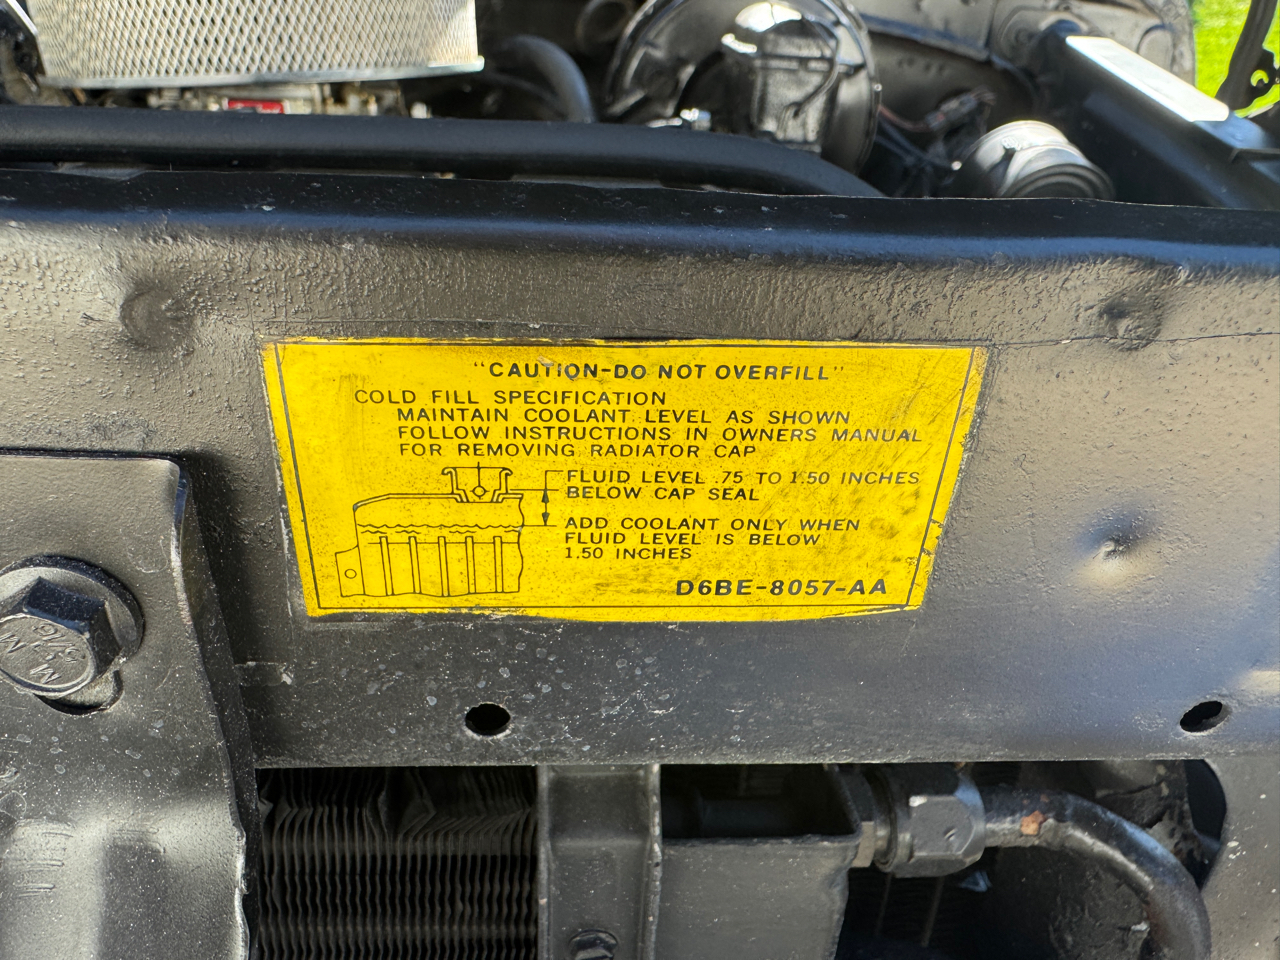 "CAUTION-DO NOT OVERFILL"
COLD FILL SPECIFICATION
MAINTAIN COOLANT LEVEL AS SHOWN
FOLLOW INSTRUCTIONS IN OWNERS MANUAL
FOR REMOVING RADIATOR CAP
FLUID LEVEL .75 TO 1.50 INCHES
BELOW CAP SEAL
ADD COOLANT ONLY WHEN
FLUID LEVEL IS BELOW
1.50 INCHES
D6BE-8057-AA